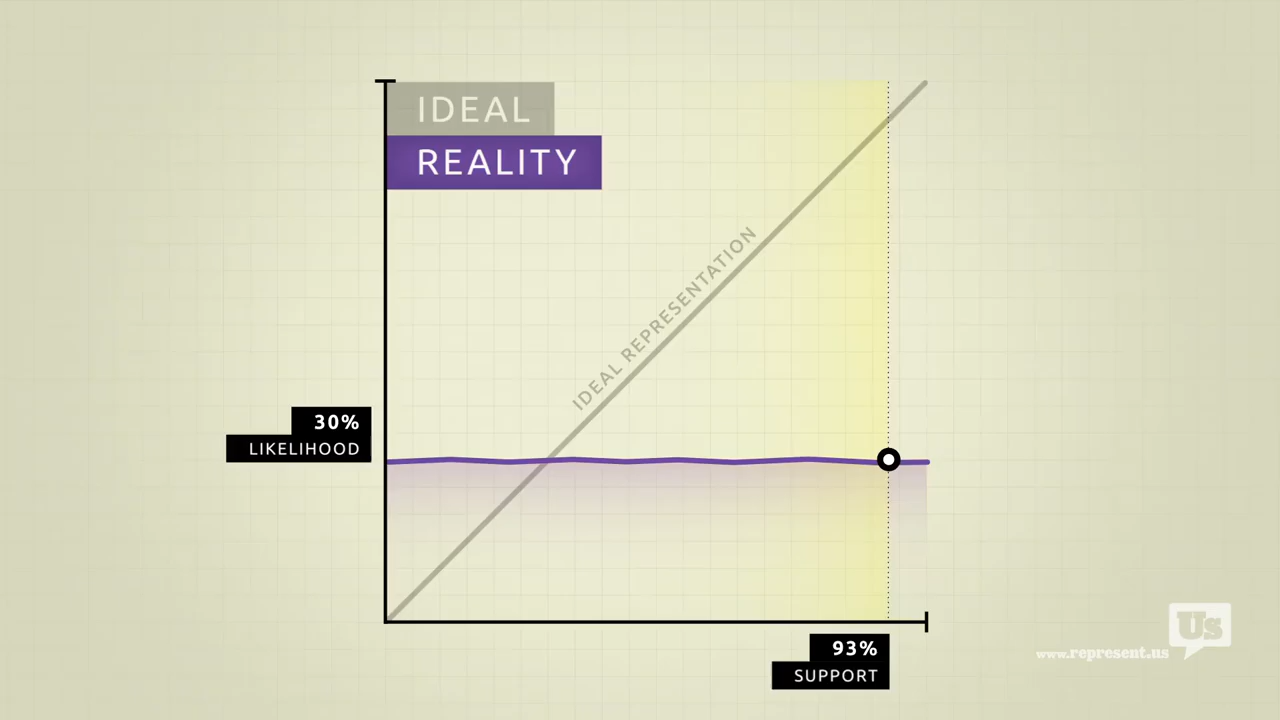 IDEAL
REALITY
IDEAL REPRESENTATION
30%
LIKELIHOOD
93%
SUPPORT
Us
www.represent.us